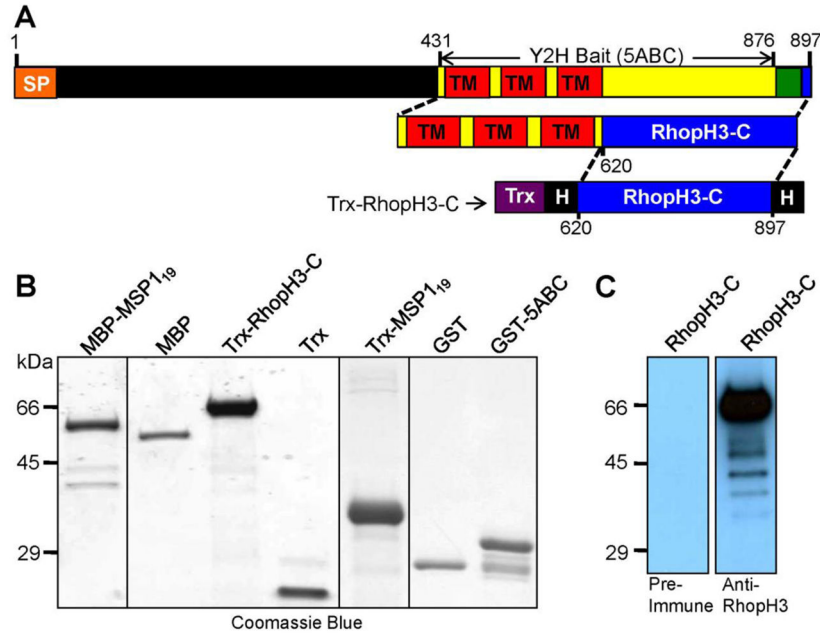 A
1 431 Y2H Bait (5ABC) 876 897
SP TM TM TM
TM TM TM RhopH3-C
620
Trx-RhopH3-C → Trx H RhopH3-C H
620 897
B
MBP-MSP1₁₉ MBP Trx-RhopH3-C Trx Trx-MSP1₁₉ GST GST-5ABC
kDa
66
45
29
Coomassie Blue
C
RhopH3-C RhopH3-C
66
45
29
Pre- Anti-
Immune RhopH3